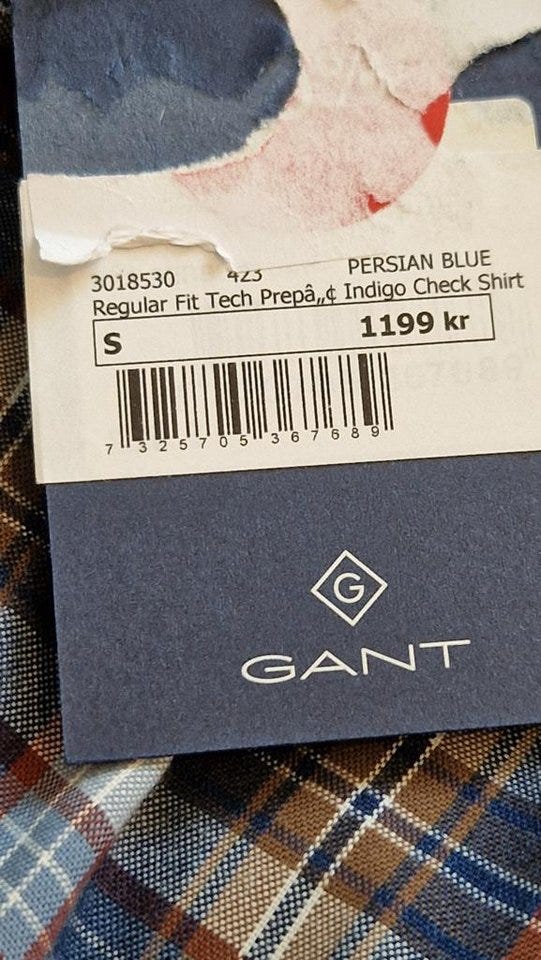 3018530 423 PERSIAN BLUE
Regular Fit Tech Prepâ„¢ Indigo Check Shirt
S 1199 kr
7 325705 367689
G
GANT